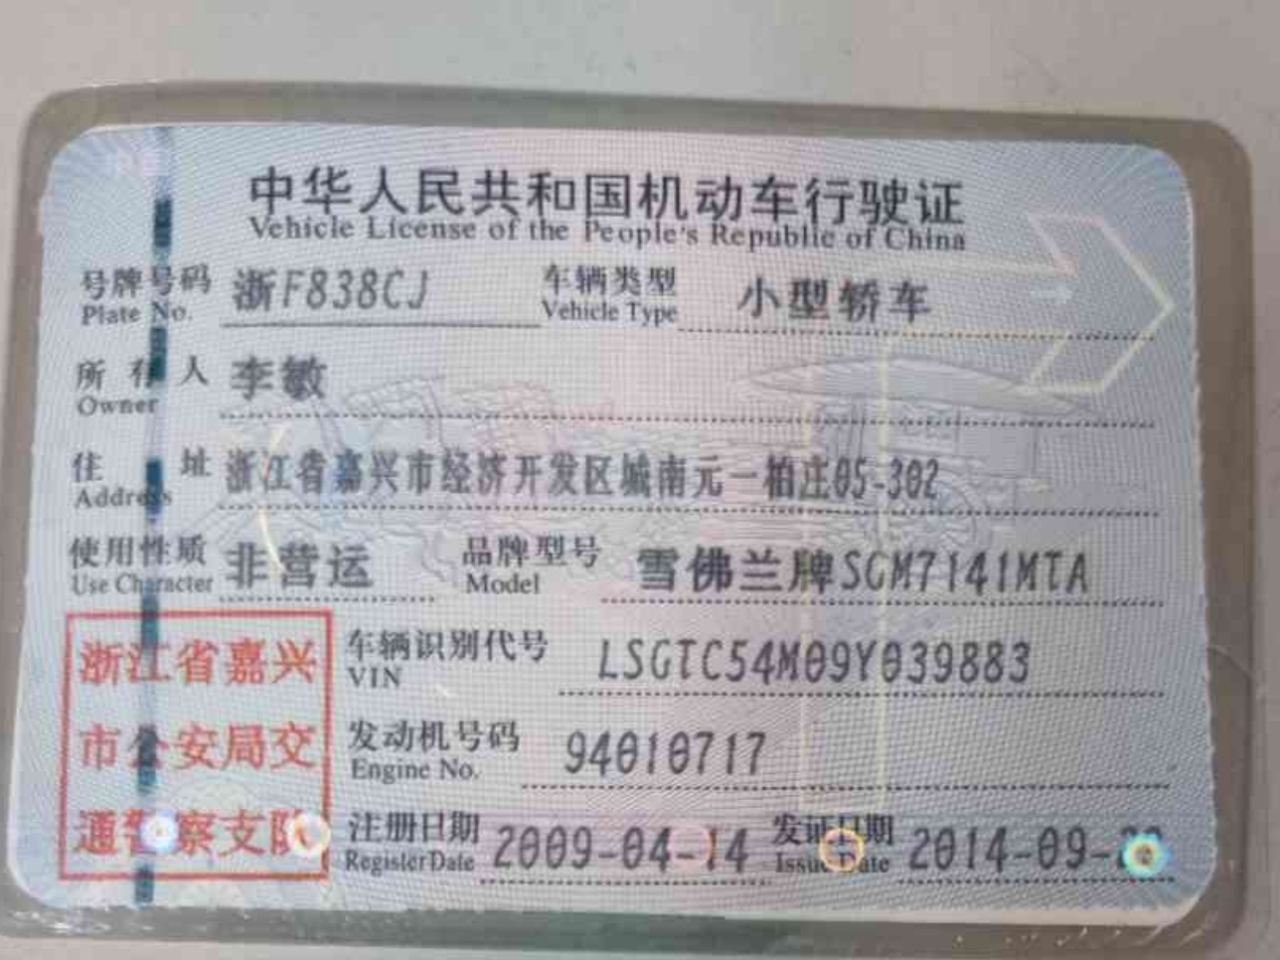 中华人民共和国机动车行驶证
Vehicle License of the People's Republic of China
号牌号码 浙F838CJ 车辆类型 小型轿车
Plate No. Vehicle Type
所有人 李敏
Owner
住址 浙江省嘉兴市经济开发区城南元一柏庄05-302
Address
使用性质 非营运 品牌型号 雪佛兰牌SGM7141MTA
Use Character Model
浙江省嘉兴
市公安局交
通警察支队
车辆识别代号 LSGTC54M09Y039883
VIN
发动机号码 94010717
Engine No.
注册日期 2009-04-14 发证日期 2014-09-
Register Date Issue Date